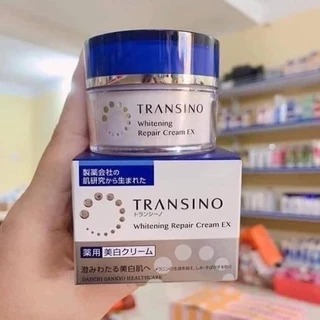 TRANSINO
Whitening
Repair Cream EX
製薬会社の
肌研究から生まれた
TRANSINO
トランシーノ
Whitening Repair Cream EX
薬用 美白クリーム
澄みわたる美白肌へ
DAIICHI SANKYO HEALTHCARE